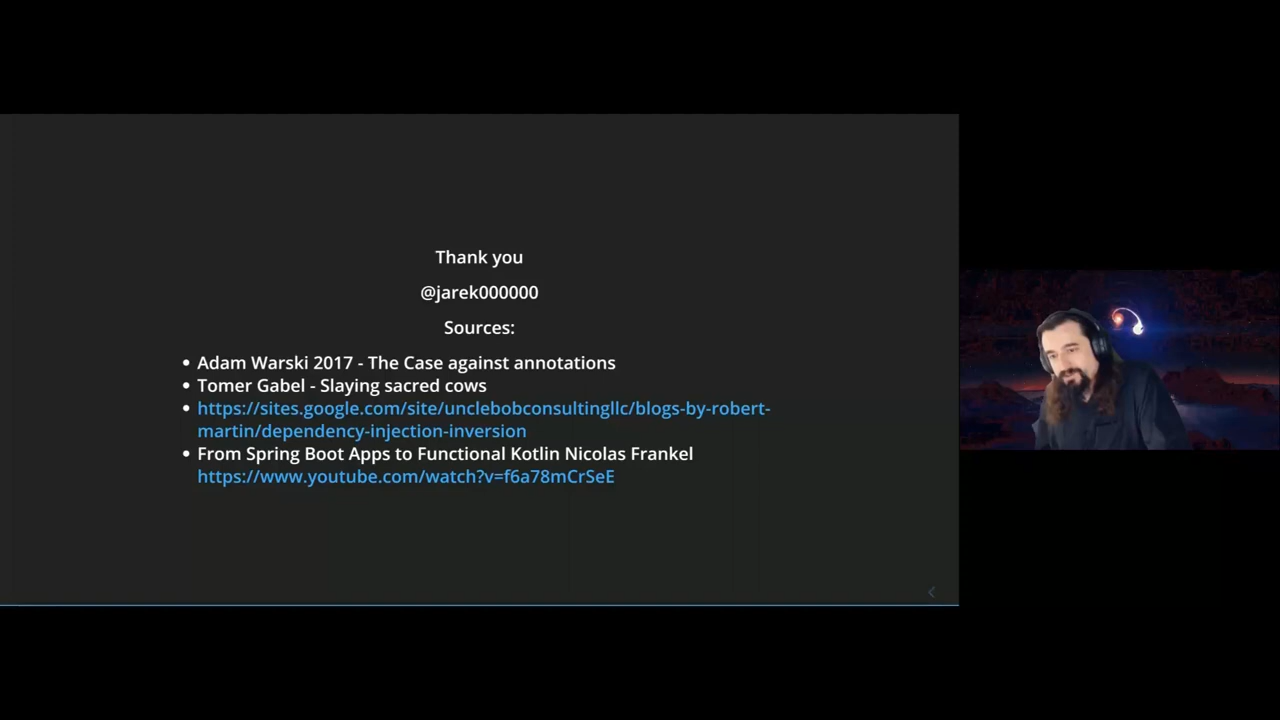 Thank you
@jarek000000
Sources:
• Adam Warski 2017 - The Case against annotations
• Tomer Gabel - Slaying sacred cows
• https://sites.google.com/site/unclebobconsultingllc/blogs-by-robert-
martin/dependency-injection-inversion
• From Spring Boot Apps to Functional Kotlin Nicolas Frankel
https://www.youtube.com/watch?v=f6a78mCrSeE